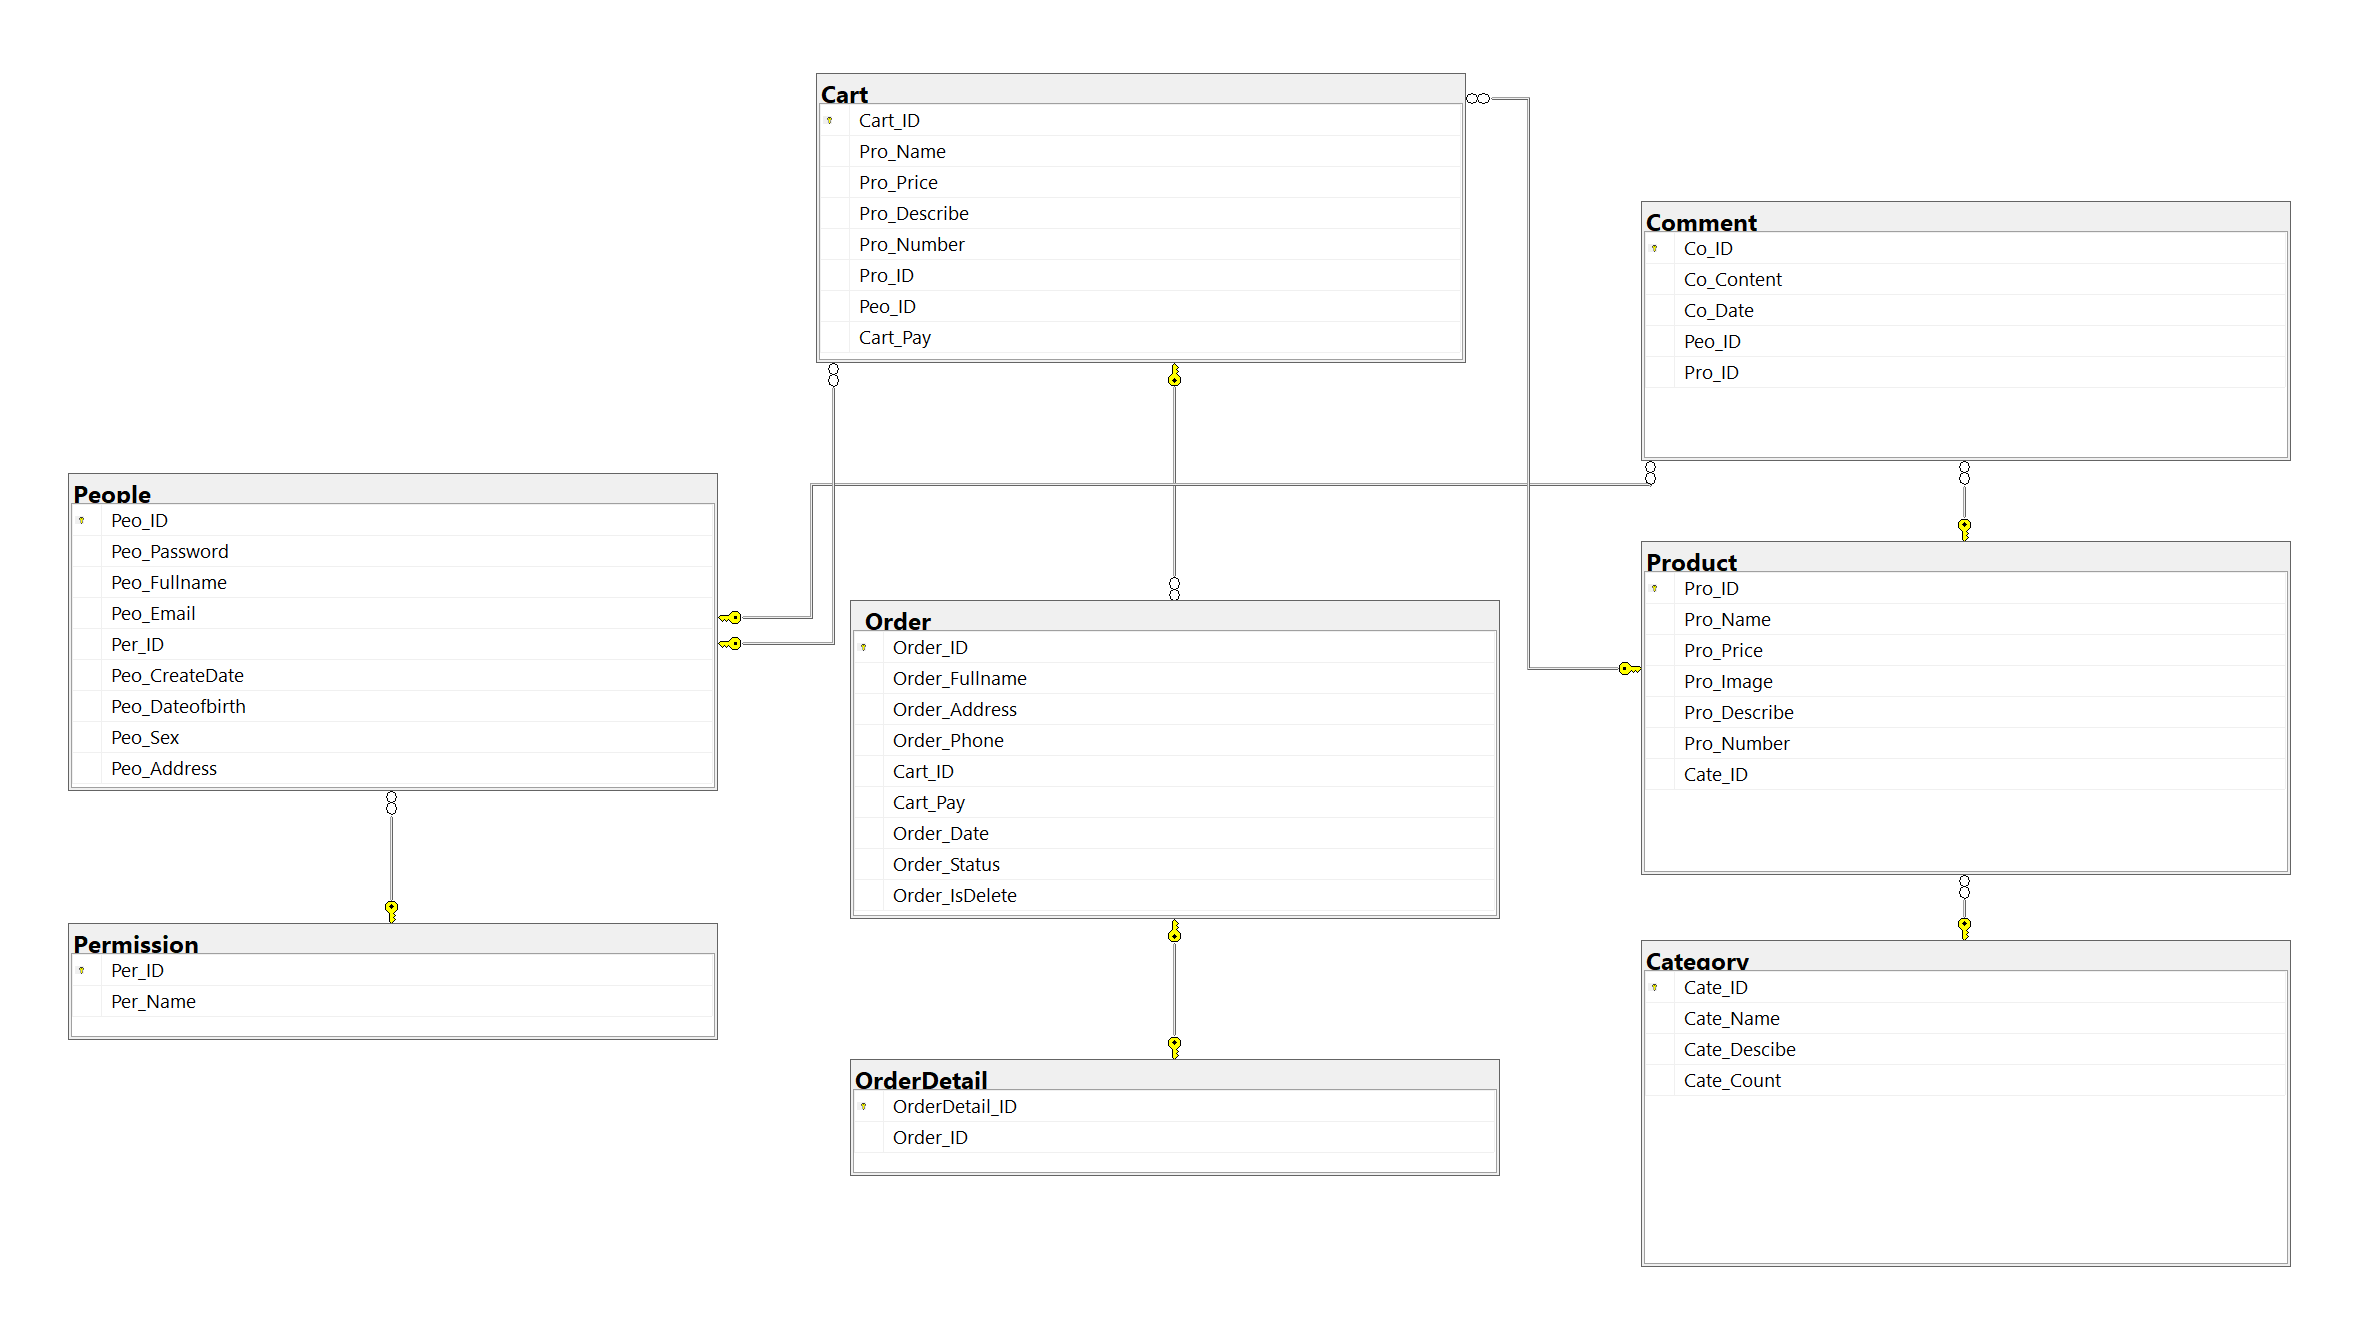 Cart
Cart_ID
Pro_Name
Pro_Price
Pro_Describe
Pro_Number
Pro_ID
Peo_ID
Cart_Pay
Comment
Co_ID
Co_Content
Co_Date
Peo_ID
Pro_ID
People
Peo_ID
Peo_Password
Peo_Fullname
Peo_Email
Per_ID
Peo_CreateDate
Peo_Dateofbirth
Peo_Sex
Peo_Address
Order
Order_ID
Order_Fullname
Order_Address
Order_Phone
Cart_ID
Cart_Pay
Order_Date
Order_Status
Order_IsDelete
Product
Pro_ID
Pro_Name
Pro_Price
Pro_Image
Pro_Describe
Pro_Number
Cate_ID
Permission
Per_ID
Per_Name
OrderDetail
OrderDetail_ID
Order_ID
Category
Cate_ID
Cate_Name
Cate_Descibe
Cate_Count